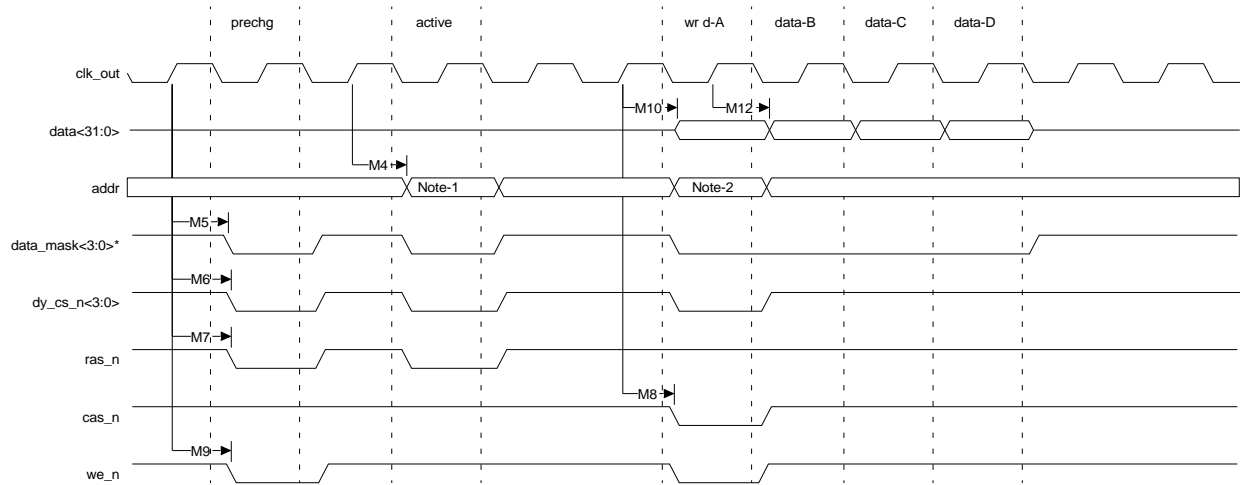 prechg active wr d-A data-B data-C data-D
clk_out
M10 M12
data<31:0>
M4
addr Note-1 Note-2
M5
data_mask<3:0>*
M6
dy_cs_n<3:0>
M7
ras_n
M8
cas_n
M9
we_n